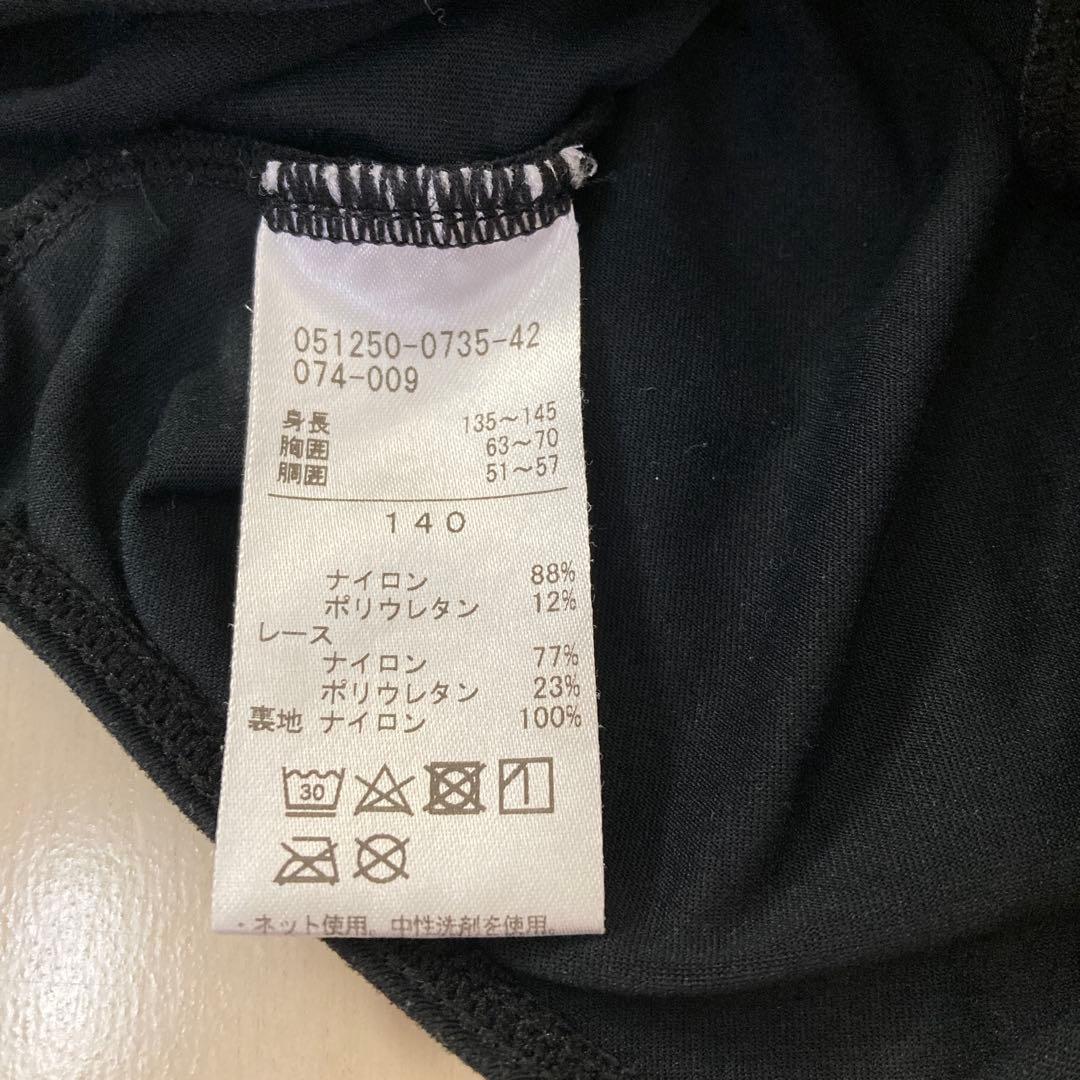 051250-0735-42
074-009
身長 135～145
胸囲 63～70
胴囲 51～57
140
ナイロン 88%
ポリウレタン 12%
レース
ナイロン 77%
ポリウレタン 23%
裏地 ナイロン 100%
30
・ネット使用。中性洗剤を使用。